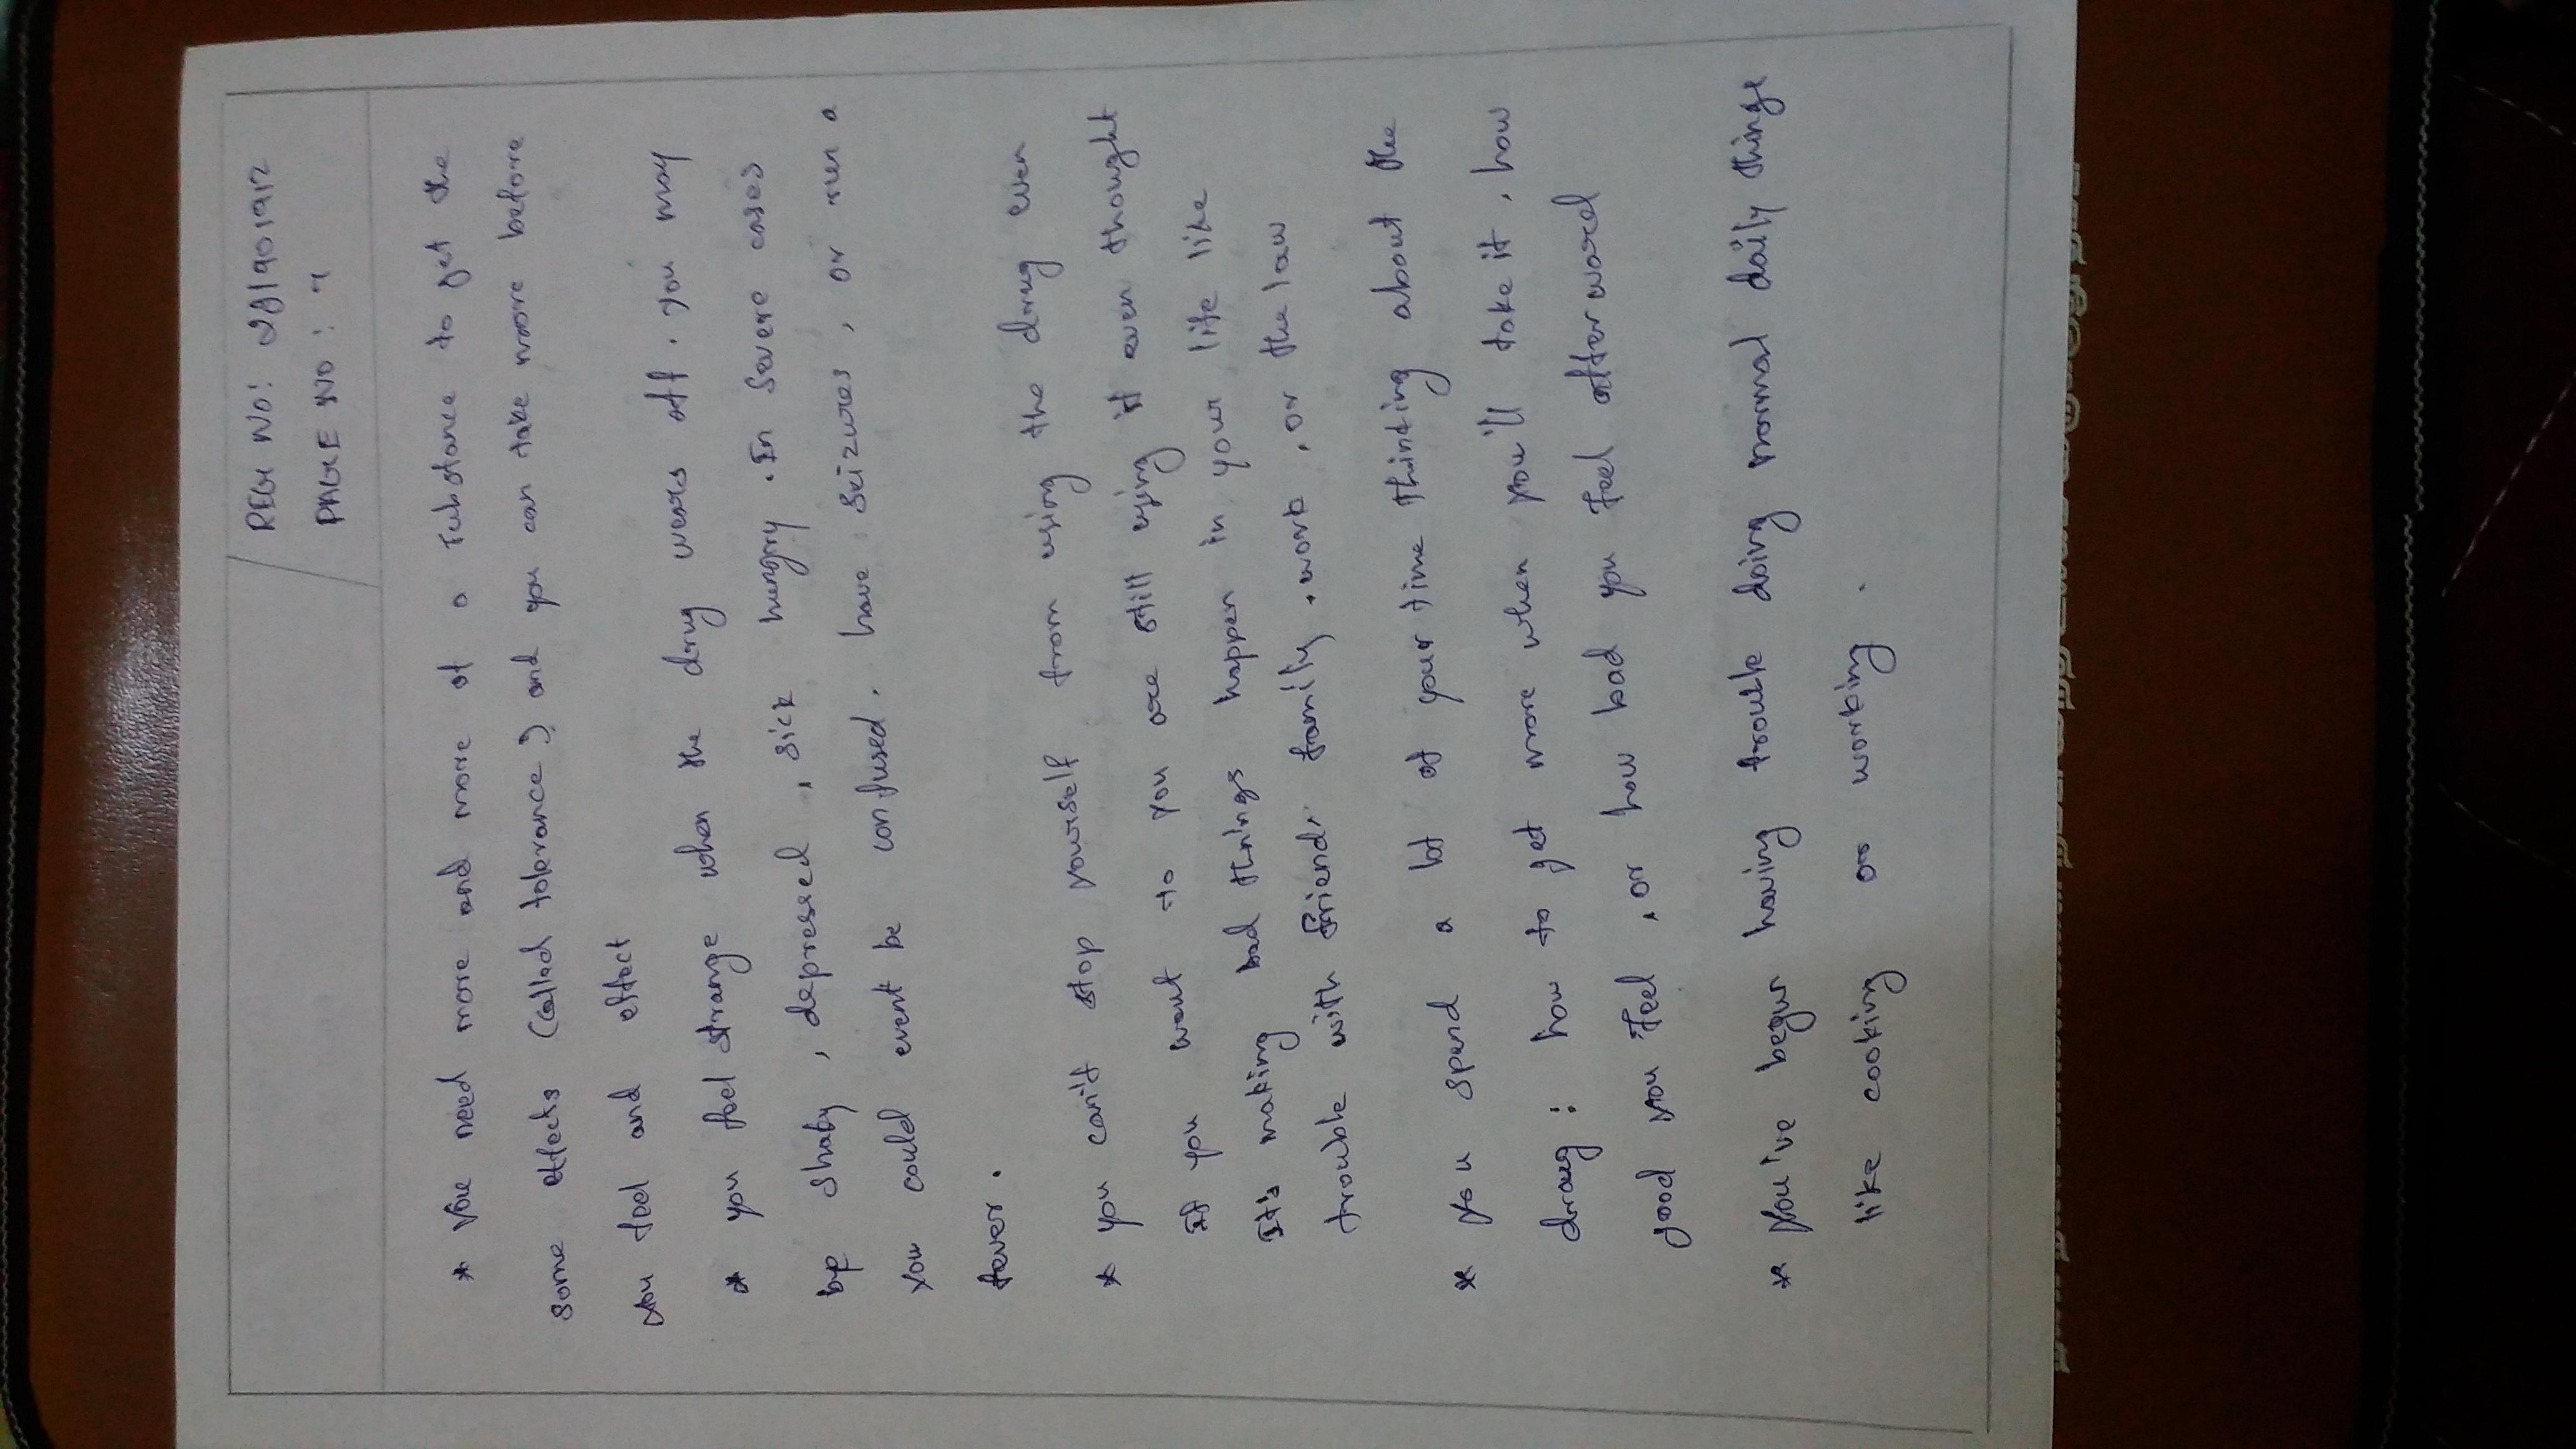 REG NO: 281901912
PAGE NO: 7
* You need more and more of a substance to get the
some effects (called tolerance) and you can take more before
you feel and effect
* you feel strange when the drug wears off. You may
be shaky, depressed, sick hungry. In severe cases
you could event be confused. have seizures, or run a
fever.
* you can't stop yourself from using the drug even
If you want to you are still using it even thought
It's making bad things happen in your life like
trouble with friends family, work, or the law
* You spend a lot of your time thinking about the
draug: how to get more when you'll take it, how
good you feel, or how bad you feel afterward
* You've begun having trouble doing normal daily things
like cooking or working.